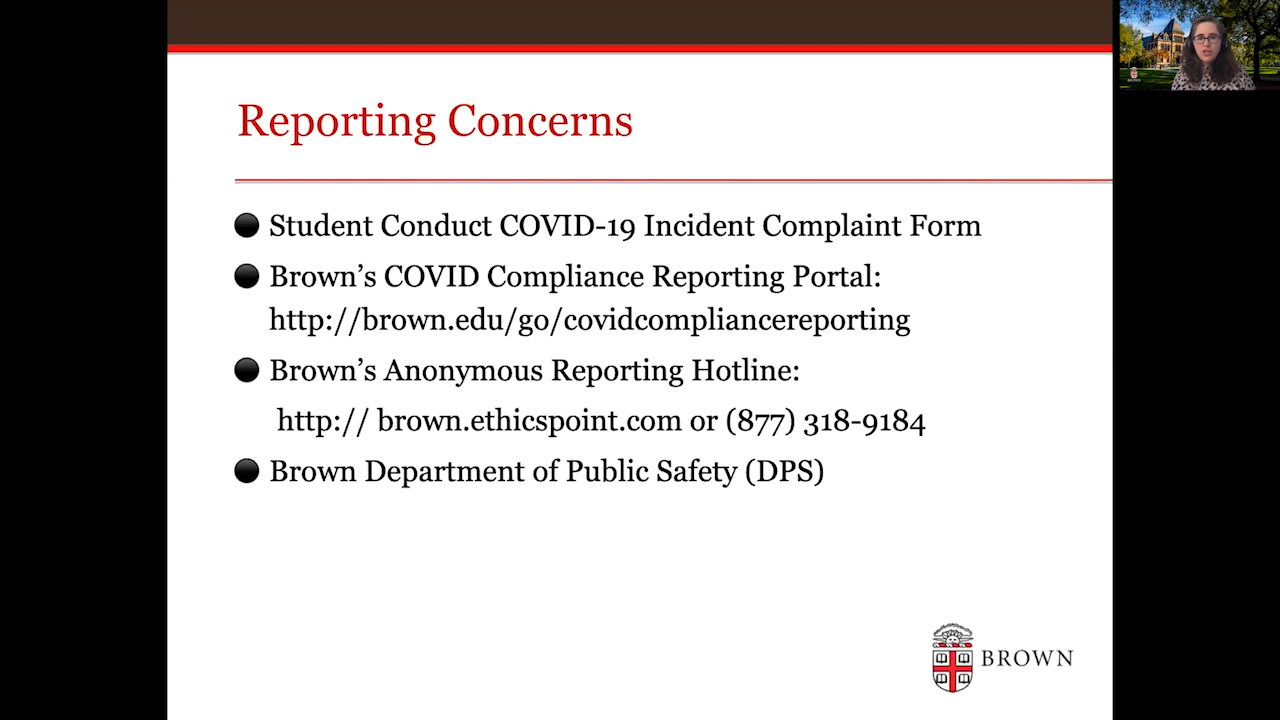 Reporting Concerns
Student Conduct COVID-19 Incident Complaint Form
Brown’s COVID Compliance Reporting Portal:
http://brown.edu/go/covidcompliancereporting
Brown’s Anonymous Reporting Hotline:
http:// brown.ethicspoint.com or (877) 318-9184
Brown Department of Public Safety (DPS)
BROWN